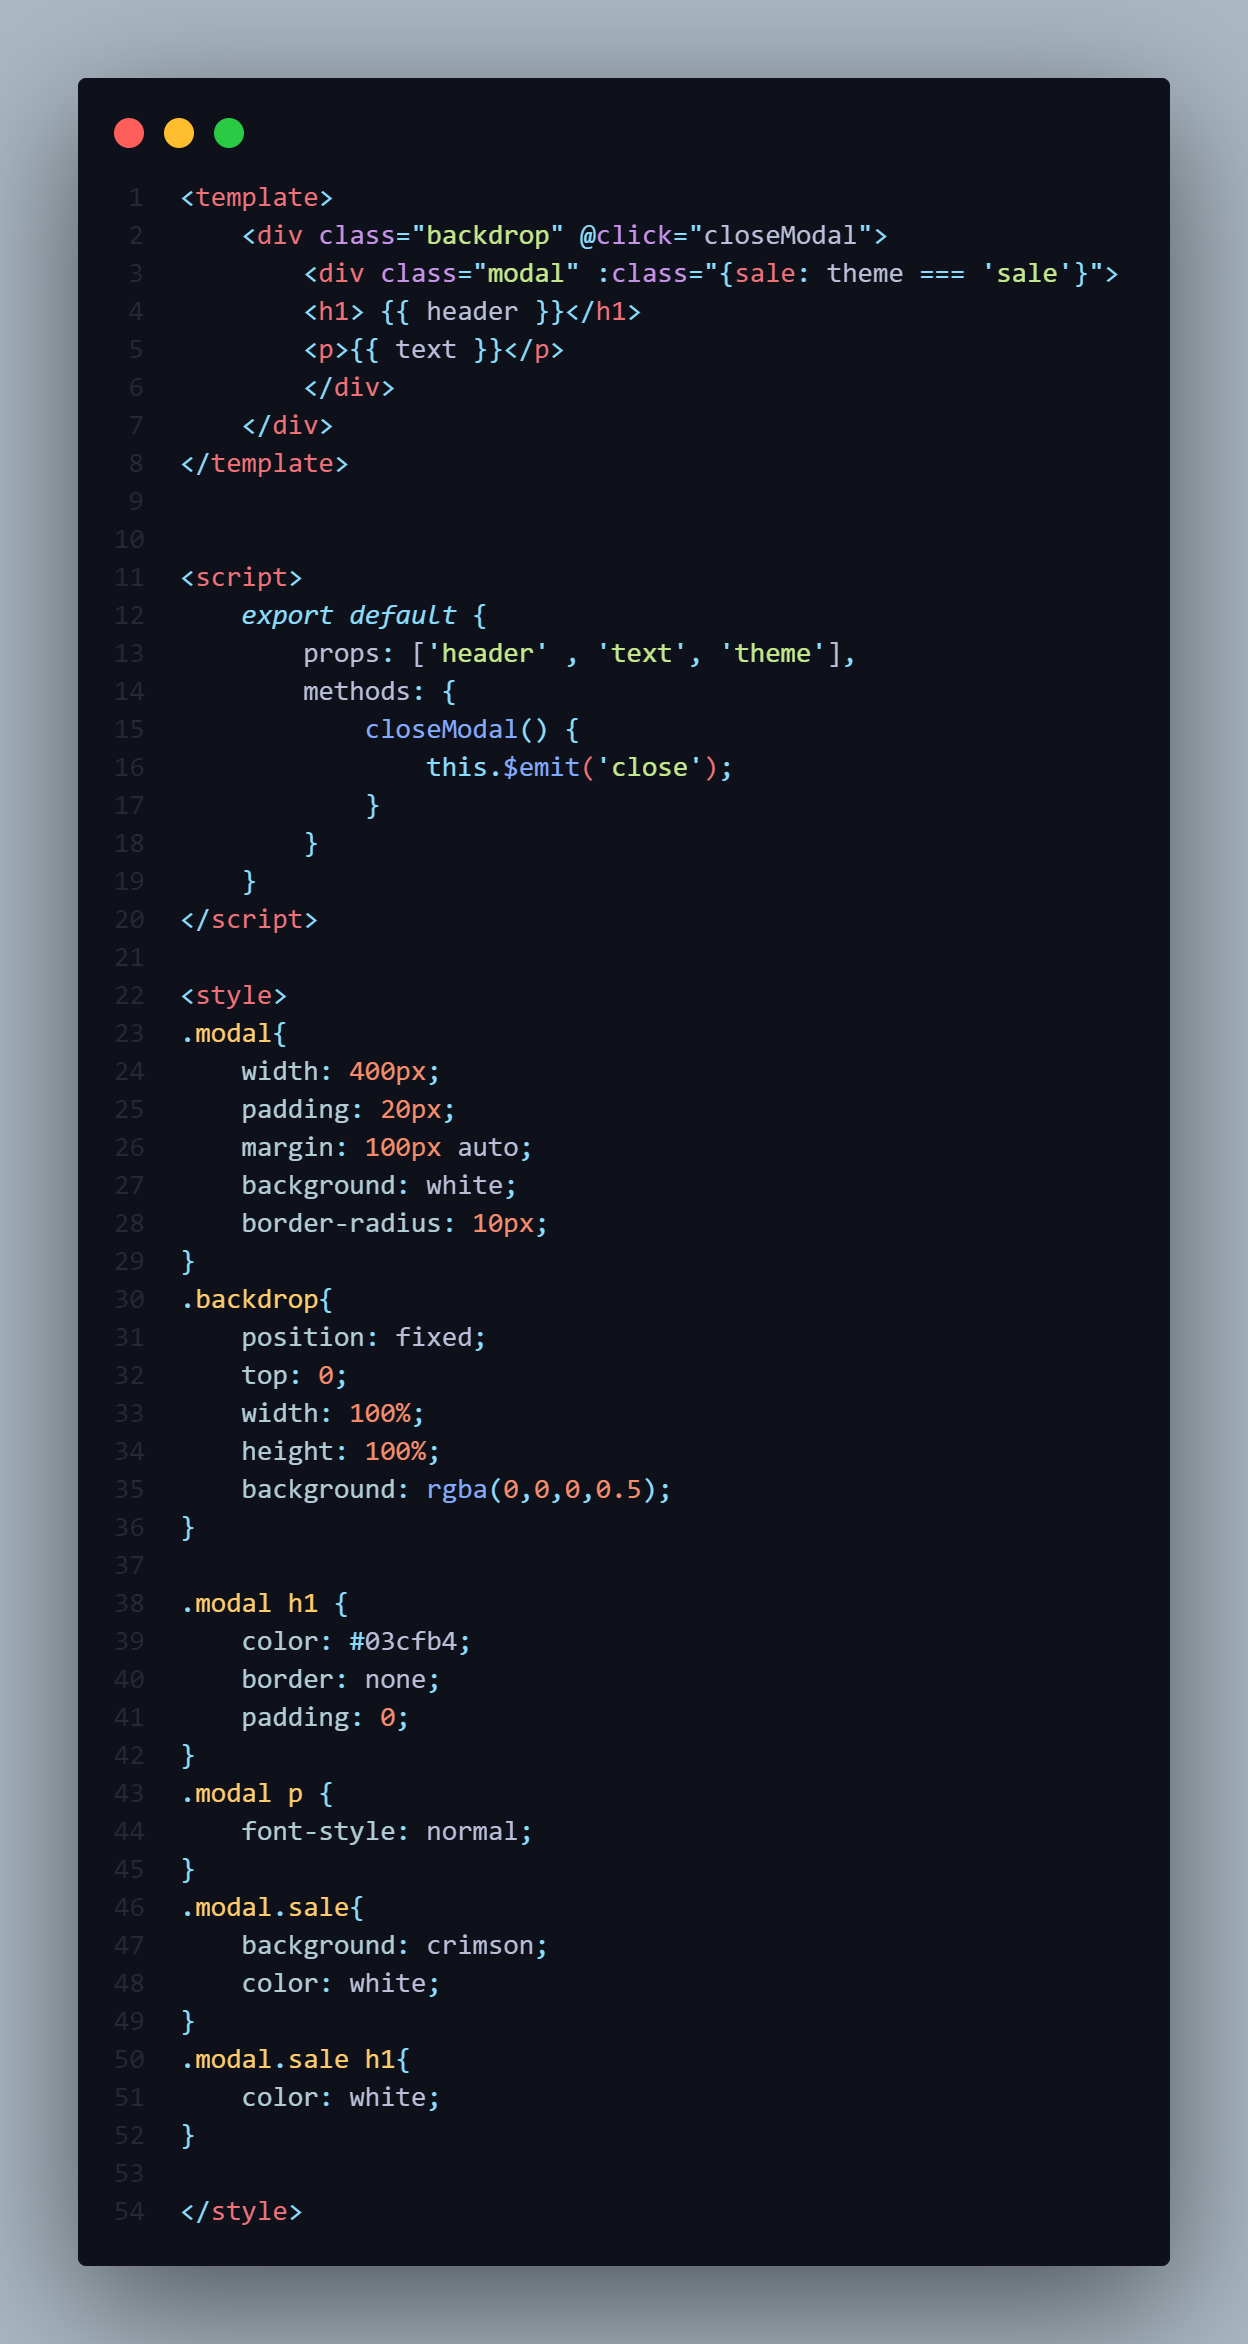 1 <template>
2     <div class="backdrop" @click="closeModal">
3         <div class="modal" :class="{sale: theme === 'sale'}">
4         <h1> {{ header }}</h1>
5         <p>{{ text }}</p>
6         </div>
7     </div>
8 </template>
9
10
11 <script>
12     export default {
13         props: ['header' , 'text', 'theme'],
14         methods: {
15             closeModal() {
16                 this.$emit('close');
17             }
18         }
19     }
20 </script>
21
22 <style>
23 .modal{
24     width: 400px;
25     padding: 20px;
26     margin: 100px auto;
27     background: white;
28     border-radius: 10px;
29 }
30 .backdrop{
31     position: fixed;
32     top: 0;
33     width: 100%;
34     height: 100%;
35     background: rgba(0,0,0,0.5);
36 }
37
38 .modal h1 {
39     color: #03cfb4;
40     border: none;
41     padding: 0;
42 }
43 .modal p {
44     font-style: normal;
45 }
46 .modal.sale{
47     background: crimson;
48     color: white;
49 }
50 .modal.sale h1{
51     color: white;
52 }
53
54 </style>